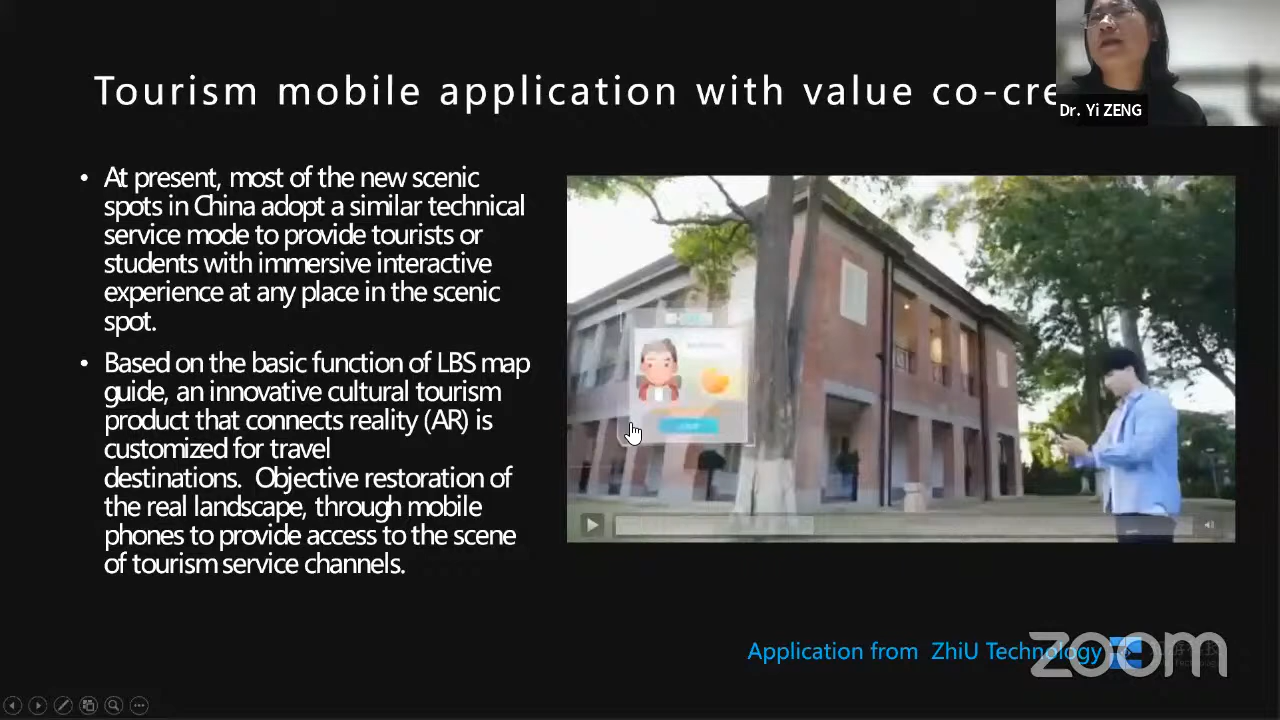 Tourism mobile application with value co-cre
Dr. Yi ZENG
• At present, most of the new scenic
spots in China adopt a similar technical
service mode to provide tourists or
students with immersive interactive
experience at any place in the scenic
spot.
• Based on the basic function of LBS map
guide, an innovative cultural tourism
product that connects reality (AR) is
customized for travel
destinations. Objective restoration of
the real landscape, through mobile
phones to provide access to the scene
of tourism service channels.
Application from ZhiU Technology
zoom